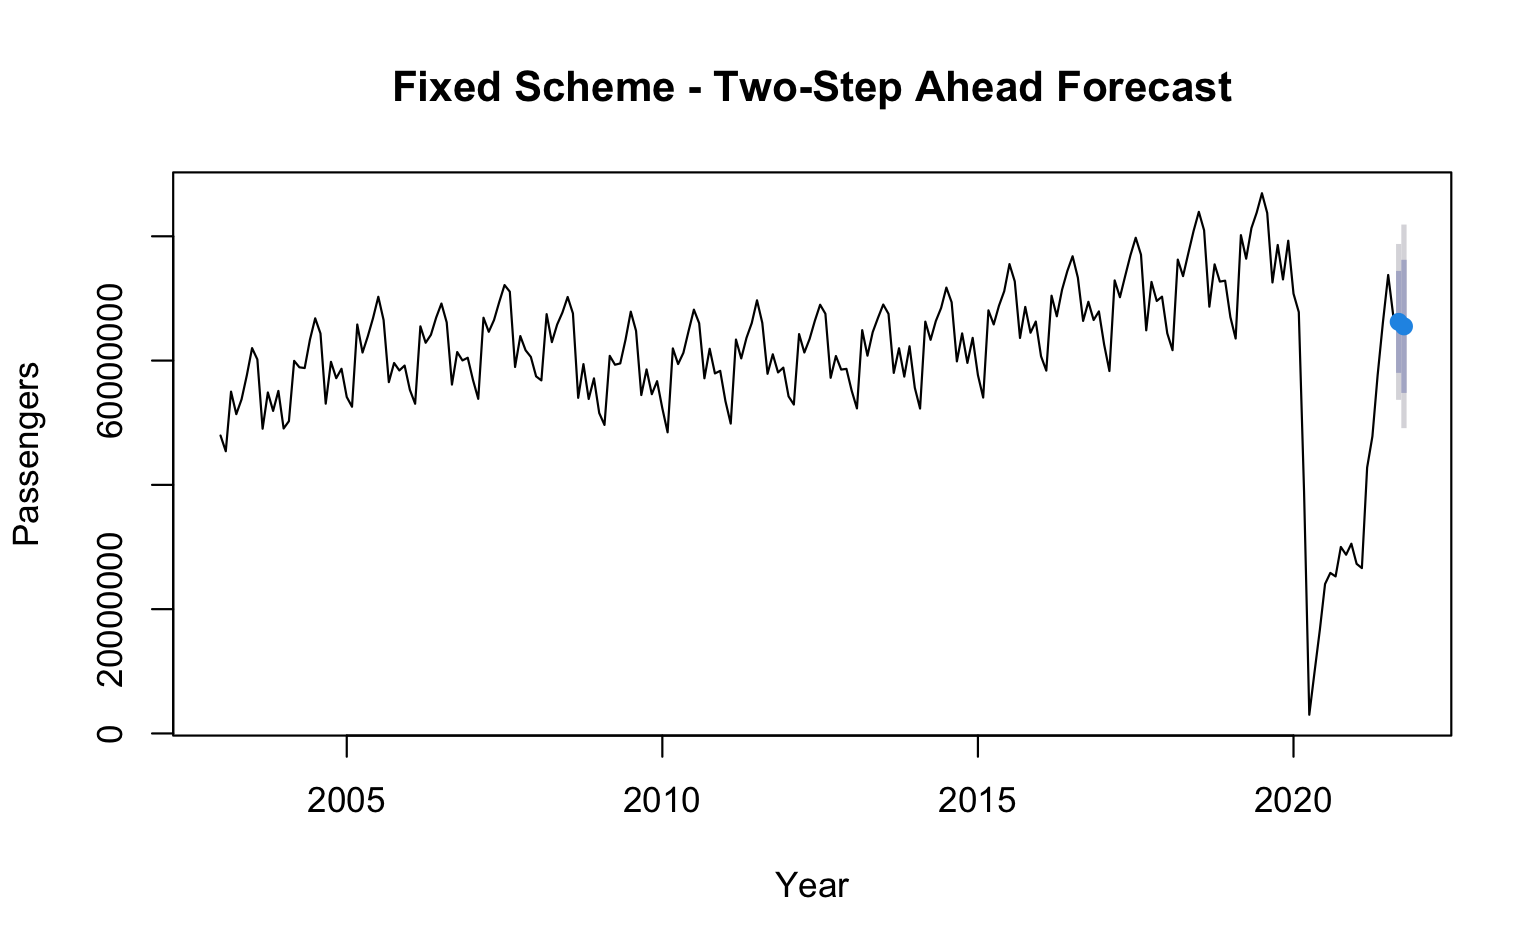 Fixed Scheme - Two-Step Ahead Forecast
Passengers
60000000
20000000
0
2005 2010 2015 2020
Year